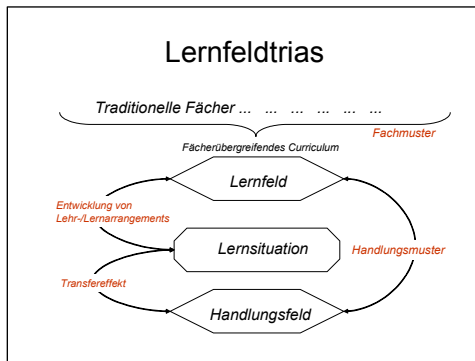 Lernfeldtrias
Traditionelle Fächer ... ... ... ... ... ...
Fachmuster
Fächerübergreifendes Curriculum
Lernfeld
Entwicklung von
Lehr-/Lernarrangements
Lernsituation
Handlungsmuster
Transfereffekt
Handlungsfeld